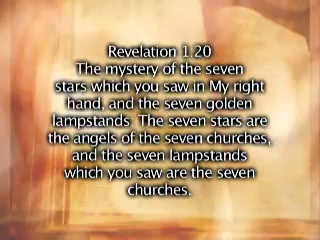 Revelation 1:20
The mystery of the seven
stars which you saw in My right
hand, and the seven golden
lampstands: The seven stars are
the angels of the seven churches,
and the seven lampstands
which you saw are the seven
churches.